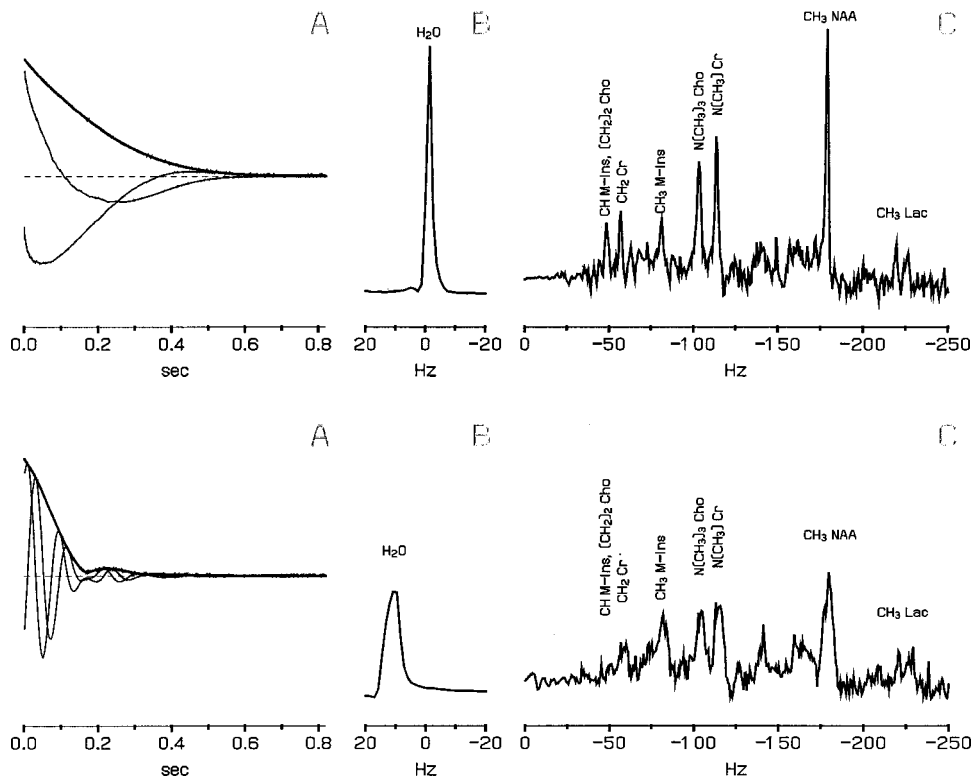 A
B
C
H₂O
CH M-Ins, [CH₂]₂ Cho
CH₂ Cr
CH₃ M-Ins
N[CH₃]₃ Cho
N[CH₃] Cr
CH₃ NAA
CH₃ Lac
0.0 0.2 0.4 0.6 0.8
sec
20 0 -20
Hz
0 -50 -100 -150 -200 -250
Hz
A
B
C
H₂O
CH M-Ins, [CH₂]₂ Cho
CH₂ Cr
CH₃ M-Ins
N[CH₃]₃ Cho
N[CH₃] Cr
CH₃ NAA
CH₃ Lac
0.0 0.2 0.4 0.6 0.8
sec
20 0 -20
Hz
0 -50 -100 -150 -200 -250
Hz